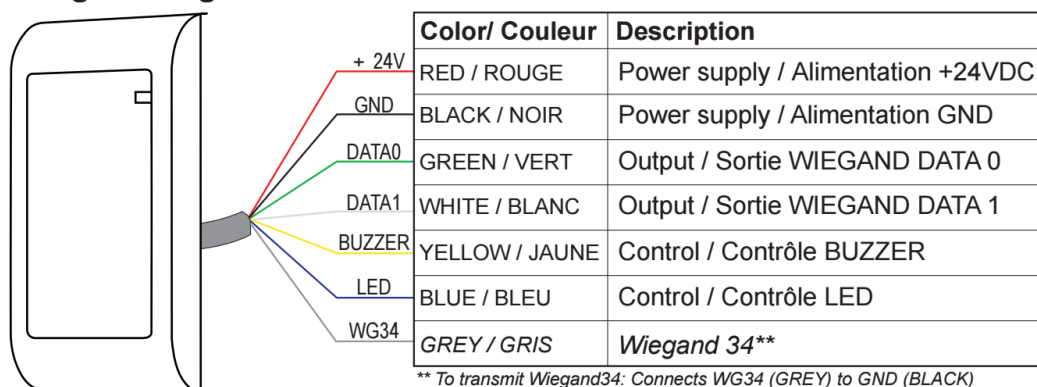 Color/ Couleur Description
+ 24V RED / ROUGE Power supply / Alimentation +24VDC
GND BLACK / NOIR Power supply / Alimentation GND
DATA0 GREEN / VERT Output / Sortie WIEGAND DATA 0
DATA1 WHITE / BLANC Output / Sortie WIEGAND DATA 1
BUZZER YELLOW / JAUNE Control / Contrôle BUZZER
LED BLUE / BLEU Control / Contrôle LED
WG34 GREY / GRIS Wiegand 34**
** To transmit Wiegand34: Connects WG34 (GREY) to GND (BLACK)